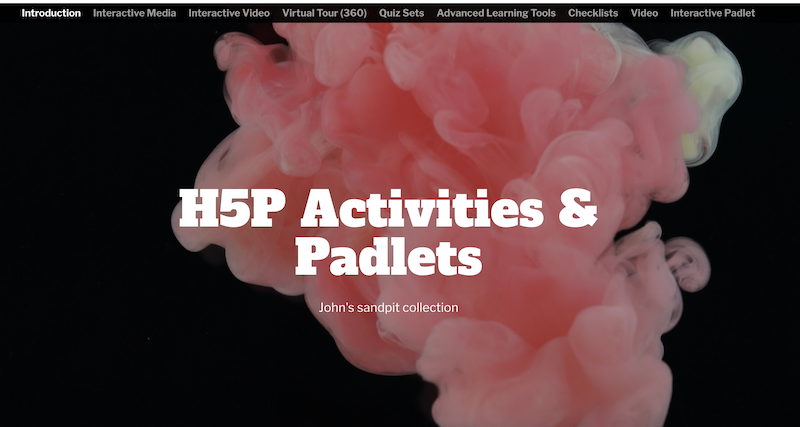 Introduction Interactive Media Interactive Video Virtual Tour (360) Quiz Sets Advanced Learning Tools Checklists Video Interactive Padlet
H5P Activities &
Padlets
John's sandpit collection